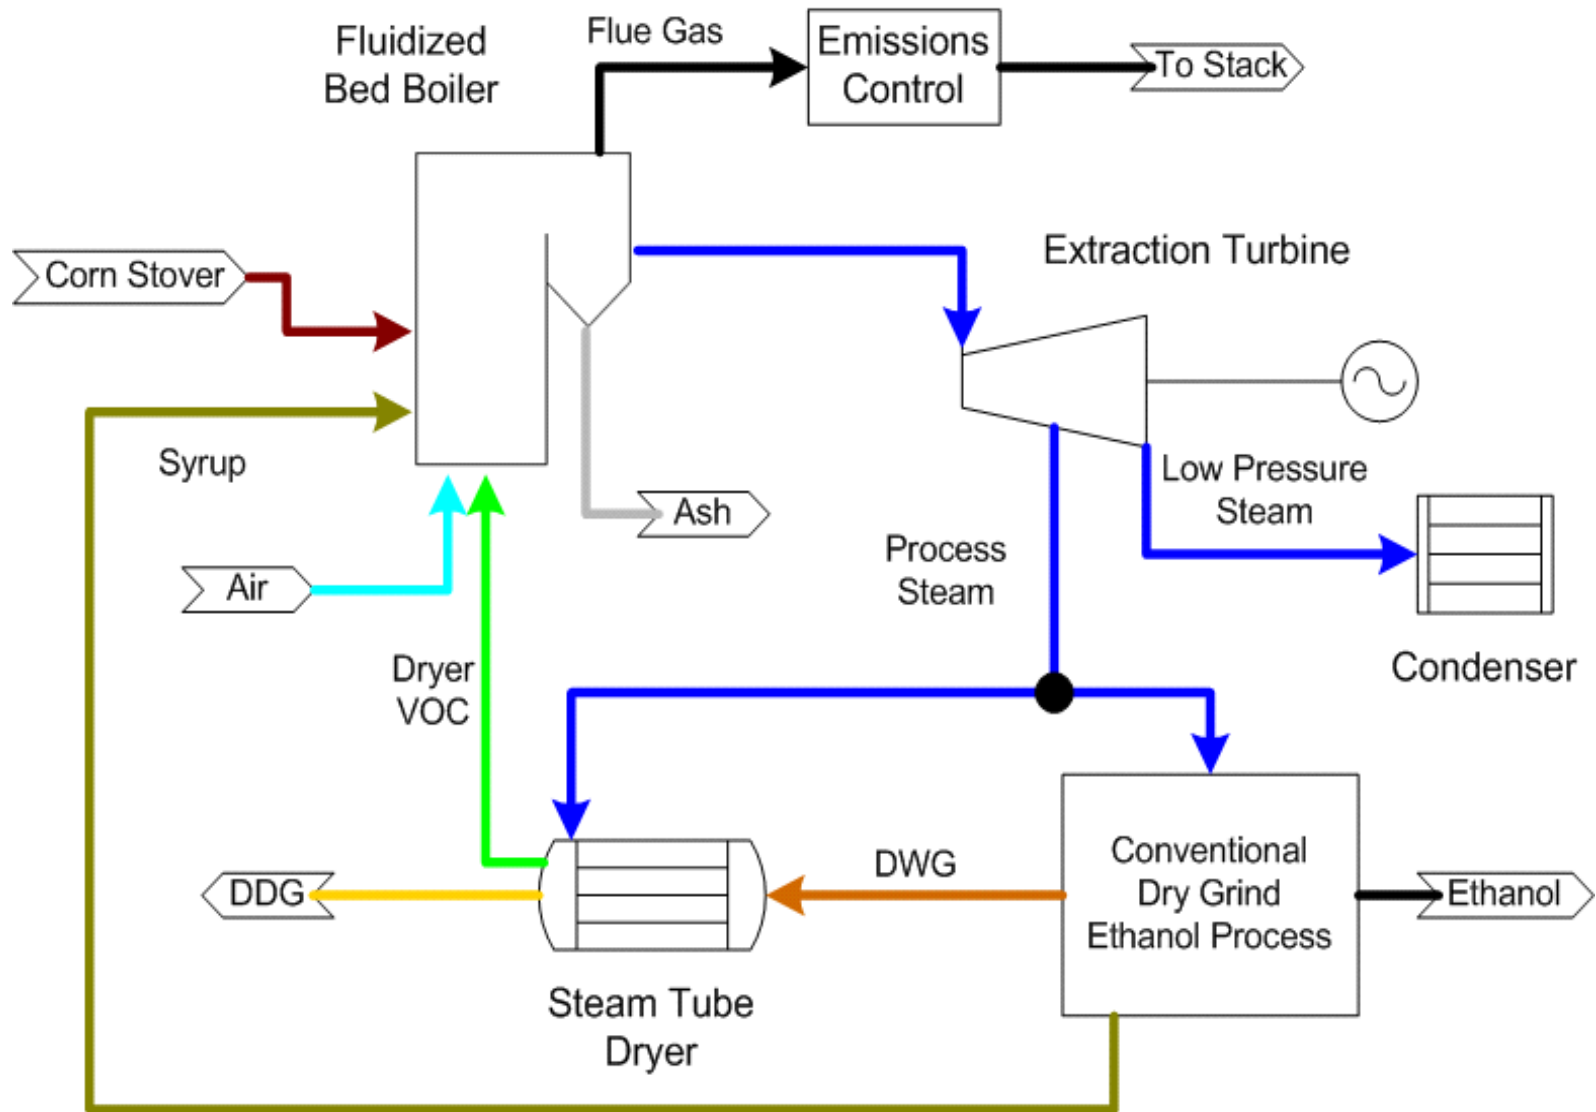 Fluidized
Bed Boiler
Flue Gas
Emissions
Control
To Stack
Corn Stover
Extraction Turbine
Syrup
Low Pressure
Steam
Ash
Process
Steam
Air
Condenser
Dryer
VOC
DDG
DWG
Conventional
Dry Grind
Ethanol Process
Ethanol
Steam Tube
Dryer